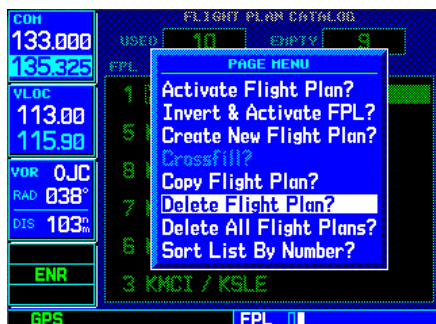 COM
133.000
135.325
VLOC
113.00
115.90
VOR OJC
RAD 038°
DIS 103nm
ENR
GPS
FLIGHT PLAN CATALOG
USED 10 EMPTY 9
FPL
PAGE MENU
Activate Flight Plan?
Invert & Activate FPL?
Create New Flight Plan?
Crossfill?
Copy Flight Plan?
Delete Flight Plan?
Delete All Flight Plans?
Sort List By Number?
1
5
8
7
6
3 KMCI / KSLE
FPL